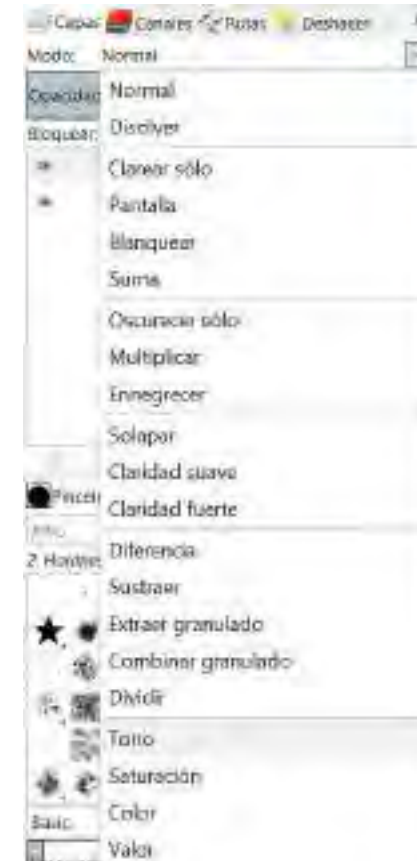 Capas Canales Rutas Deshacer
Modo: Normal
Opacidad Normal
Bloquear: Disolver
Clarear sólo
Pantalla
Blanquear
Suma
Oscurecer sólo
Multiplicar
Ennegrecer
Solapar
Claridad suave
Claridad fuerte
Diferencia
Sustraer
Extraer granulado
Combinar granulado
Dividir
Tono
Saturación
Basic. Color
Valor